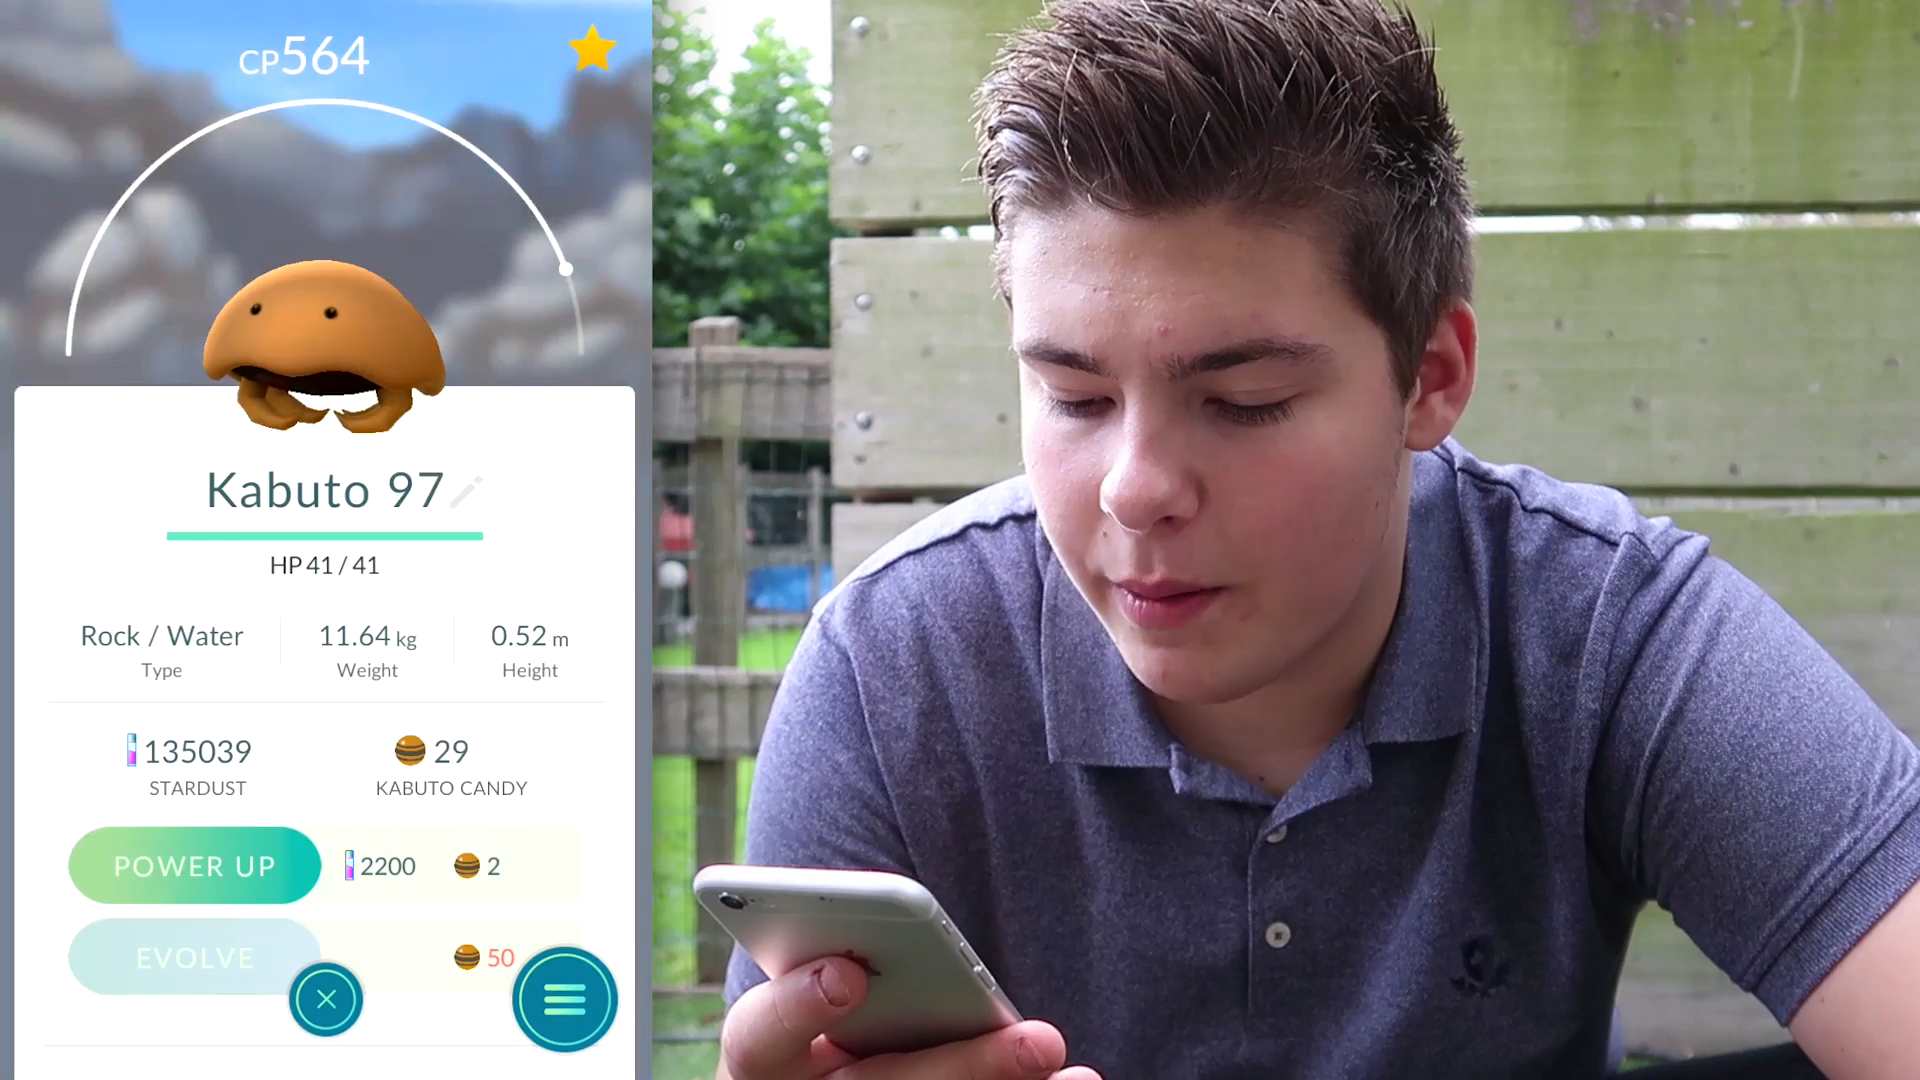 CP564
Kabuto 97
HP 41 / 41
Rock / Water 11.64 kg 0.52 m
Type Weight Height
135039 29
STARDUST KABUTO CANDY
POWER UP 2200 2
EVOLVE 50